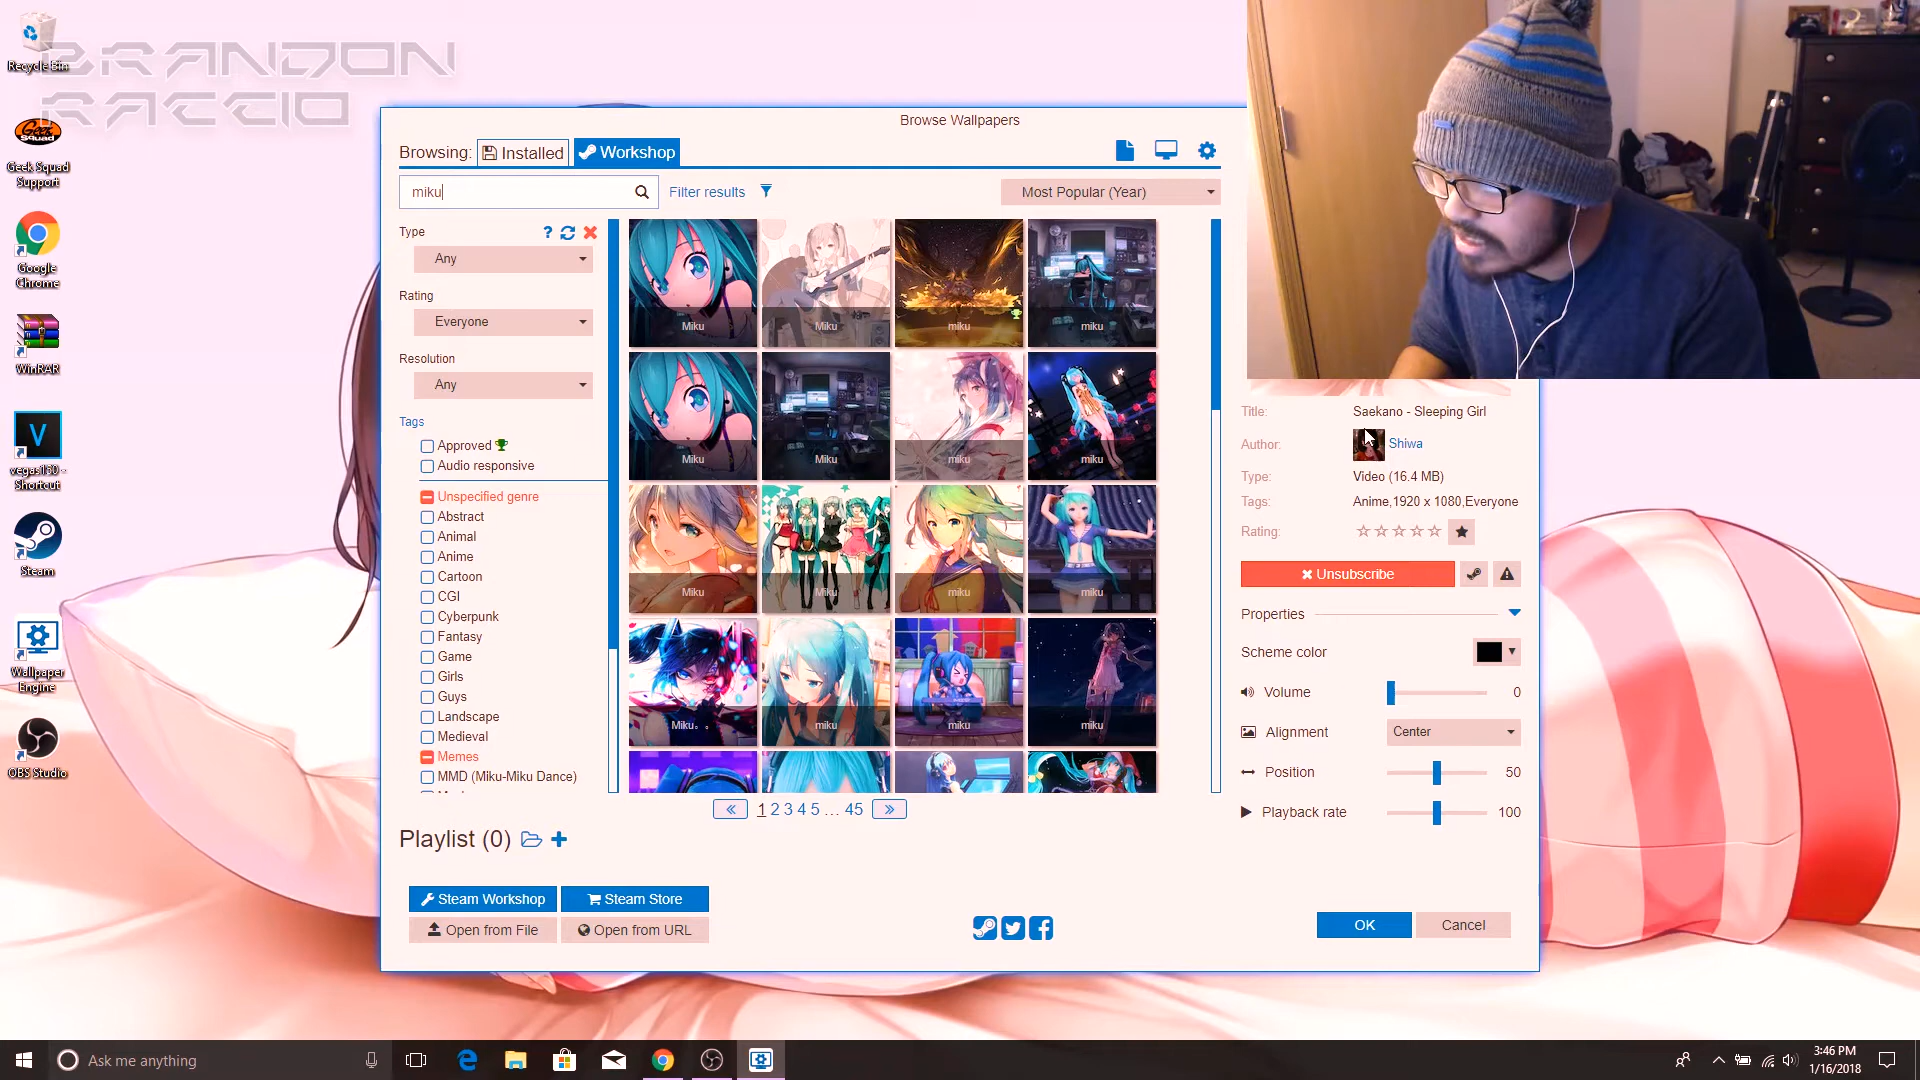 BRANDON
RACCIO
Recycle Bin
Geek Squad
Geek Squad
Support
Google
Chrome
WinRAR
V
vegas130 -
Shortcut
Steam
Wallpaper
Engine
OBS Studio
Browse Wallpapers
Browsing: Installed Workshop
miku
Filter results
Most Popular (Year)
Type
?
Any
Rating
Everyone
Resolution
Any
Tags
Approved
Audio responsive
Unspecified genre
Abstract
Animal
Anime
Cartoon
CGI
Cyberpunk
Fantasy
Game
Girls
Guys
Landscape
Medieval
Memes
MMD (Miku-Miku Dance)
Miku Miku miku miku
Miku Miku miku miku
Miku Miku miku miku
Miku。。 miku miku miku
« 1 2 3 4 5 ... 45 »
Playlist (0)
Steam Workshop Steam Store
Open from File Open from URL
Title: Saekano - Sleeping Girl
Author: Shiwa
Type: Video (16.4 MB)
Tags: Anime,1920 x 1080,Everyone
Rating:
Unsubscribe
Properties
Scheme color
Volume 0
Alignment Center
Position 50
Playback rate 100
OK Cancel
Ask me anything
3:46 PM
1/16/2018